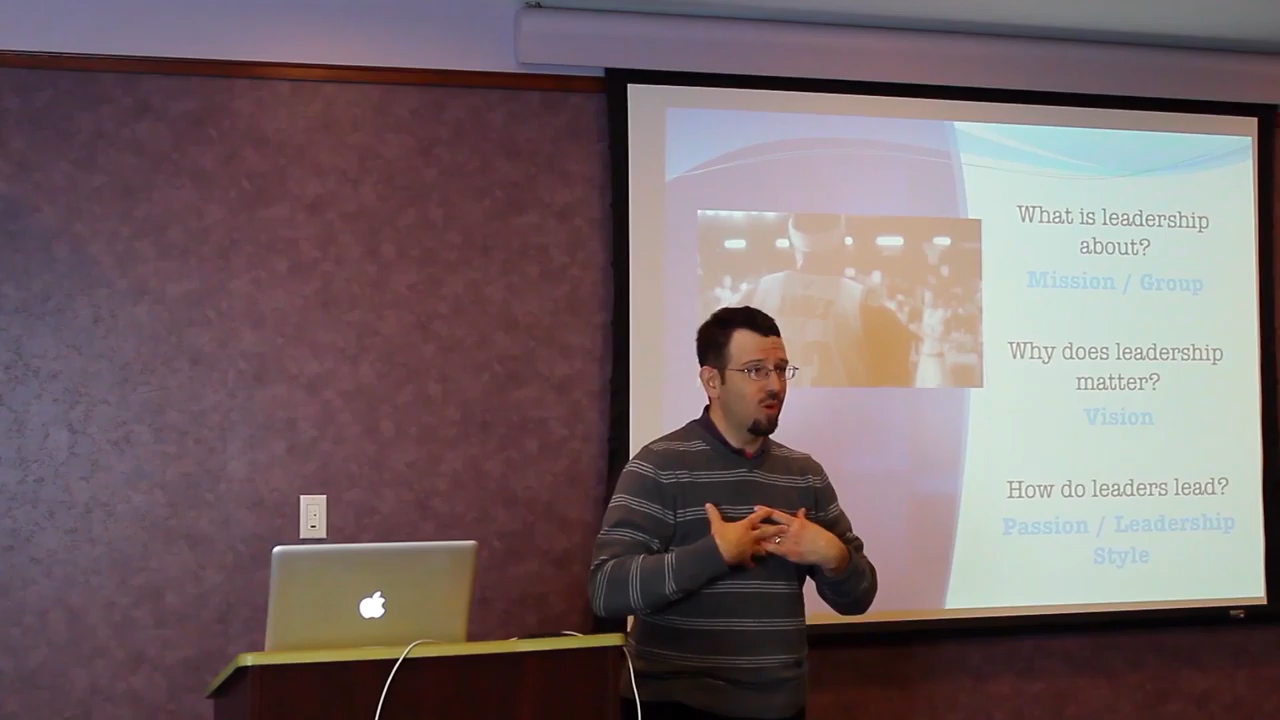 What is leadership
about?
Mission / Group
Why does leadership
matter?
Vision
How do leaders lead?
Passion / Leadership
Style